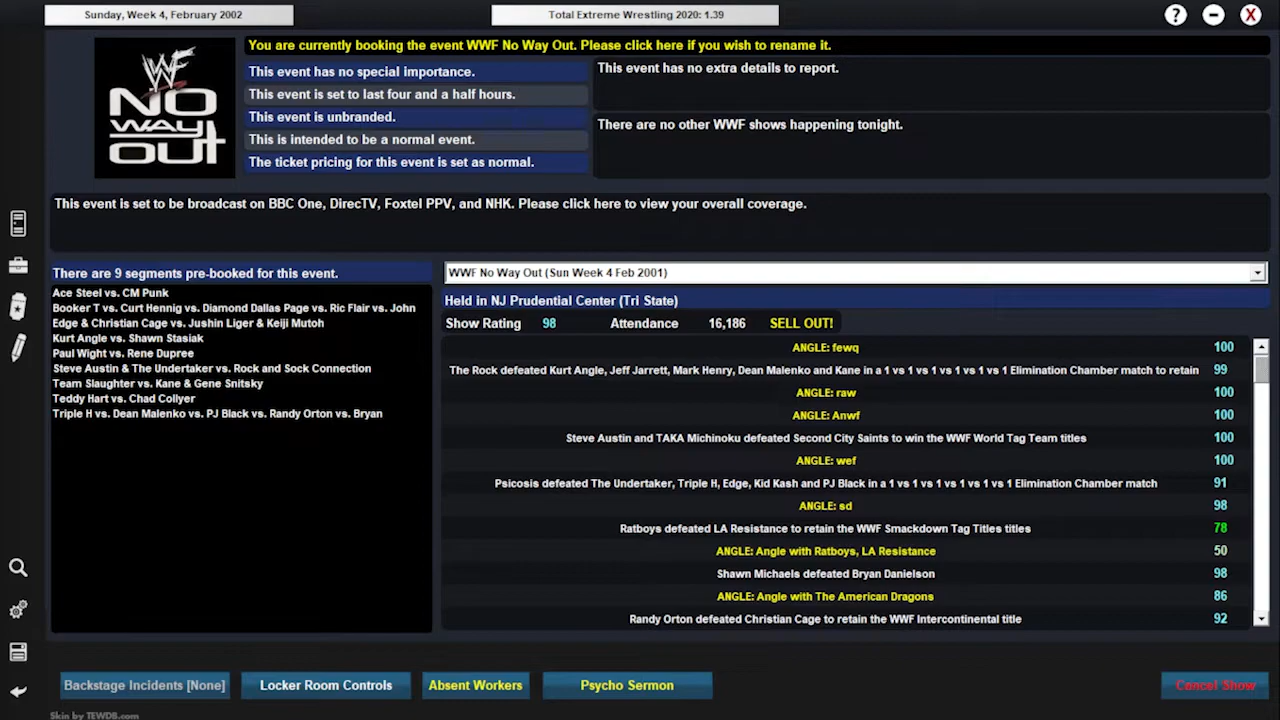 Sunday, Week 4, February 2002
Total Extreme Wrestling 2020: 1.39
?
X
WF
NO
WAY
OUT
You are currently booking the event WWF No Way Out. Please click here if you wish to rename it.
This event has no special importance.
This event is set to last four and a half hours.
This event is unbranded.
This is intended to be a normal event.
The ticket pricing for this event is set as normal.
This event has no extra details to report.
There are no other WWF shows happening tonight.
This event is set to be broadcast on BBC One, DirecTV, Foxtel PPV, and NHK. Please click here to view your overall coverage.
There are 9 segments pre-booked for this event.
Ace Steel vs. CM Punk
Booker T vs. Curt Hennig vs. Diamond Dallas Page vs. Ric Flair vs. John
Edge & Christian Cage vs. Jushin Liger & Keiji Mutoh
Kurt Angle vs. Shawn Stasiak
Paul Wight vs. Rene Dupree
Steve Austin & The Undertaker vs. Rock and Sock Connection
Team Slaughter vs. Kane & Gene Snitsky
Teddy Hart vs. Chad Collyer
Triple H vs. Dean Malenko vs. PJ Black vs. Randy Orton vs. Bryan
WWF No Way Out (Sun Week 4 Feb 2001)
Held in NJ Prudential Center (Tri State)
Show Rating 98 Attendance 16,186 SELL OUT!
ANGLE: fewq 100
The Rock defeated Kurt Angle, Jeff Jarrett, Mark Henry, Dean Malenko and Kane in a 1 vs 1 vs 1 vs 1 vs 1 vs 1 Elimination Chamber match to retain 99
ANGLE: raw 100
ANGLE: Anwf 100
Steve Austin and TAKA Michinoku defeated Second City Saints to win the WWF World Tag Team titles 100
ANGLE: wef 100
Psicosis defeated The Undertaker, Triple H, Edge, Kid Kash and PJ Black in a 1 vs 1 vs 1 vs 1 vs 1 vs 1 Elimination Chamber match 91
ANGLE: sd 98
Ratboys defeated LA Resistance to retain the WWF Smackdown Tag Titles titles 78
ANGLE: Angle with Ratboys, LA Resistance 50
Shawn Michaels defeated Bryan Danielson 98
ANGLE: Angle with The American Dragons 86
Randy Orton defeated Christian Cage to retain the WWF Intercontinental title 92
Backstage Incidents [None]
Locker Room Controls
Absent Workers
Psycho Sermon
Cancel Show
Skin by TEWDB.com